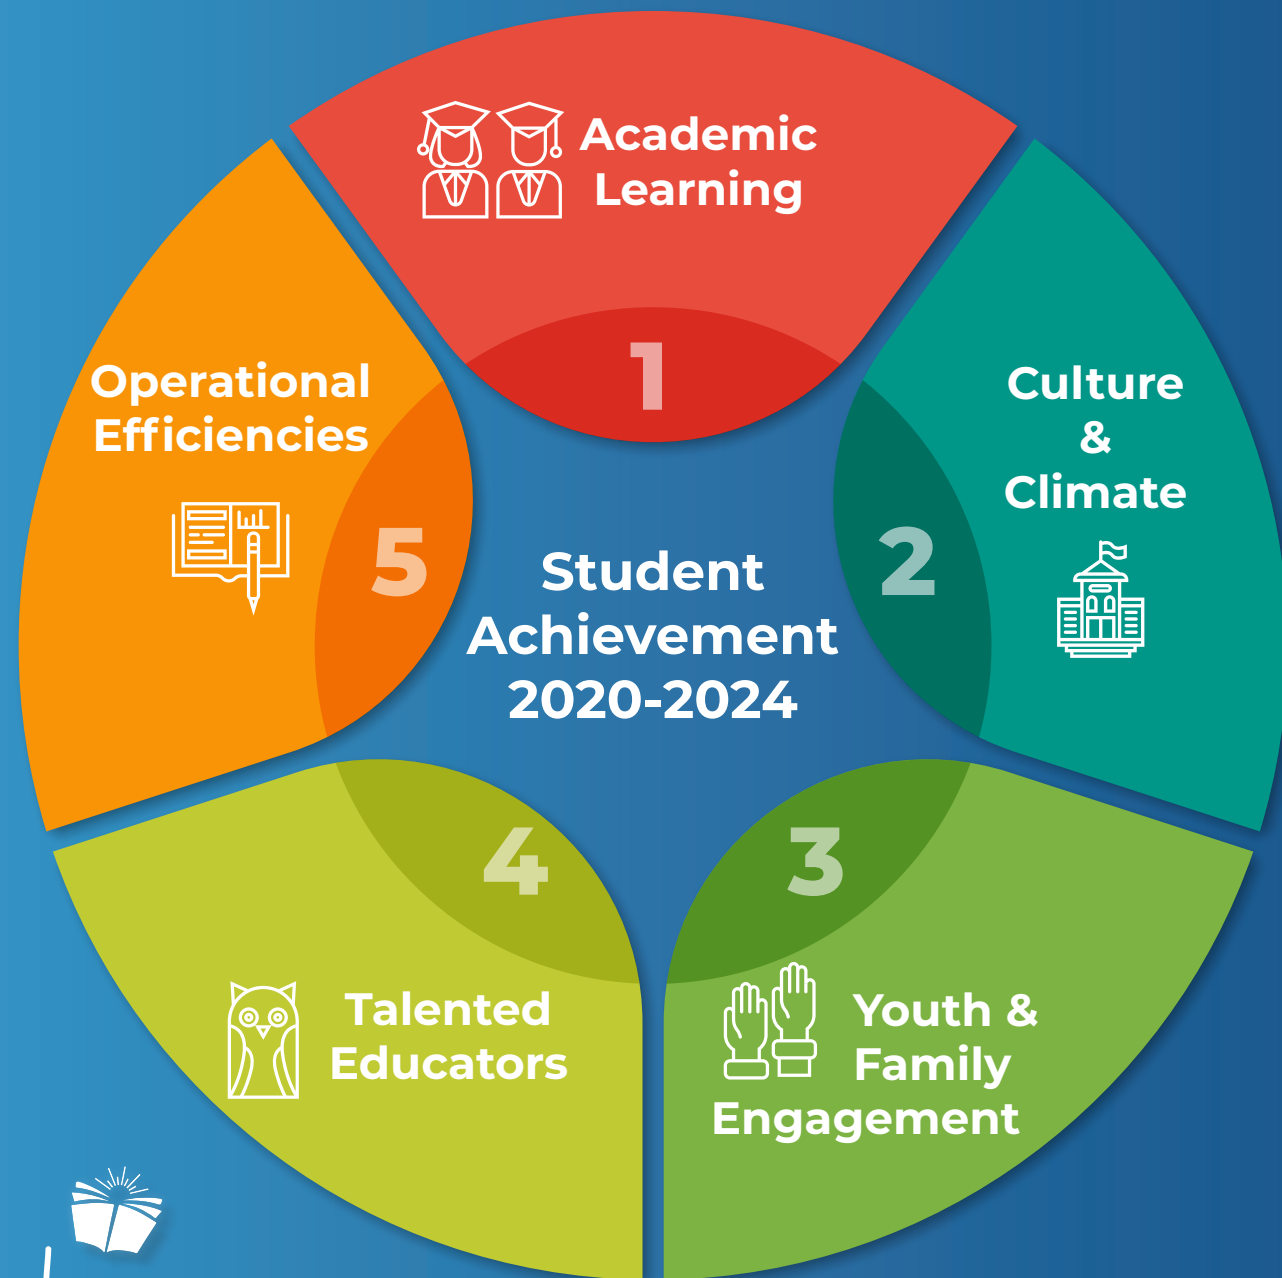 Academic
Learning
1
Culture
&
Climate
2
Youth &
Family
Engagement
3
Talented
Educators
4
Operational
Efficiencies
5
Student
Achievement
2020-2024